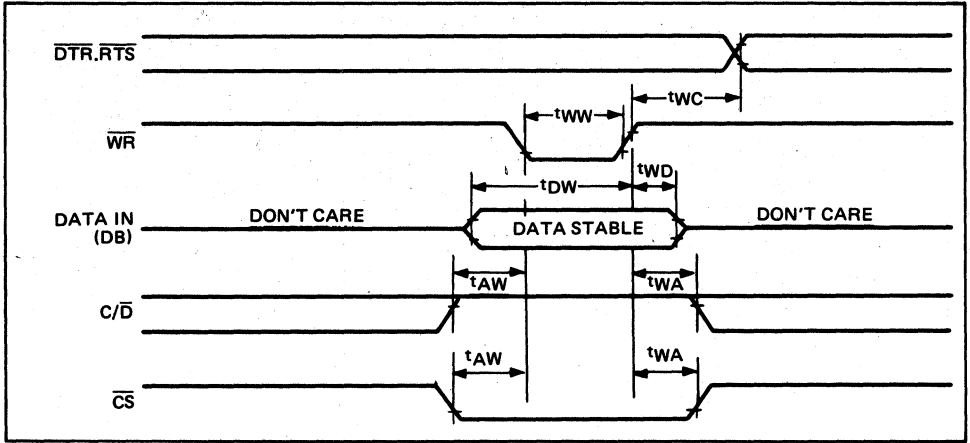 DTR.RTS
tWC
tWW
WR
tWD
tDW
DATA IN
(DB)
DON'T CARE
DATA STABLE
DON'T CARE
tAW
tWA
C/D
tAW
tWA
CS